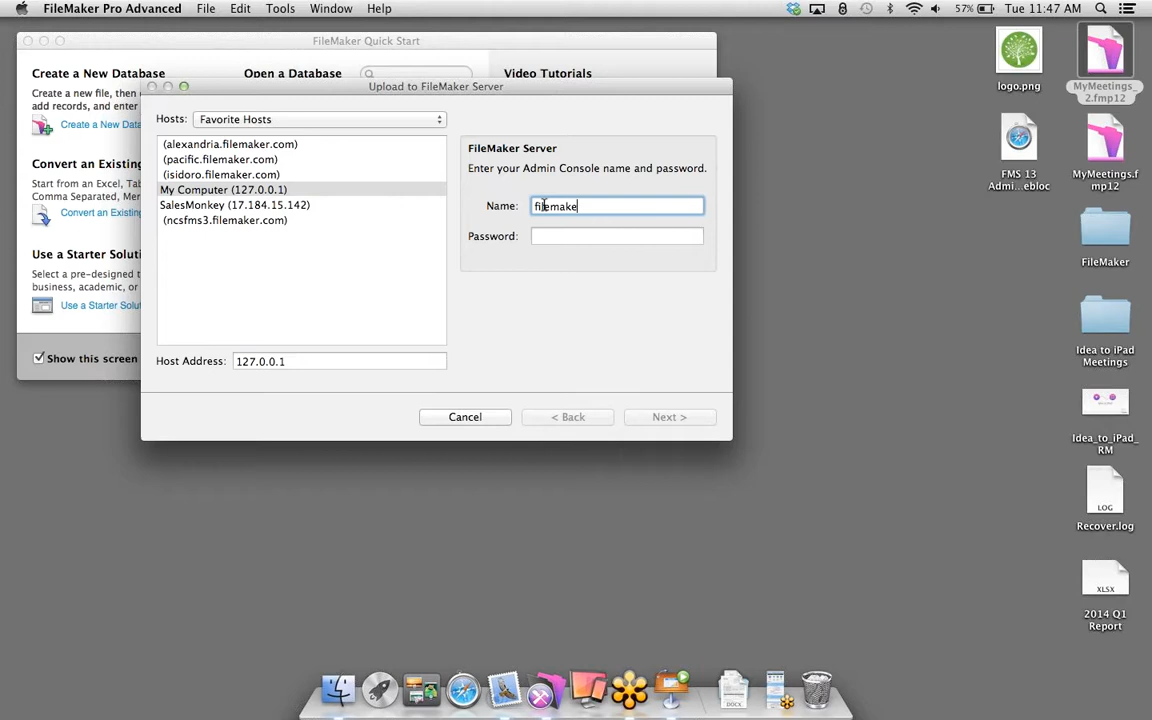 FileMaker Pro Advanced File Edit Tools Window Help
57% Tue 11:47 AM
FileMaker Quick Start
Create a New Database Open a Database Video Tutorials
Create a new file, then
add records, and enter
Create a New Data
Convert an Existing
Start from an Excel, Tab
Comma Separated, Mer
Convert an Existing
Use a Starter Soluti
Select a pre-designed t
business, academic, or
Use a Starter Solut
Show this screen
Upload to FileMaker Server
Hosts: Favorite Hosts
(alexandria.filemaker.com)
(pacific.filemaker.com)
(isidoro.filemaker.com)
My Computer (127.0.0.1)
SalesMonkey (17.184.15.142)
(ncsfms3.filemaker.com)
Host Address: 127.0.0.1
FileMaker Server
Enter your Admin Console name and password.
Name: filemake
Password:
Cancel < Back Next >
logo.png
MyMeetings_
2.fmp12
FMS 13
Admi...ebloc
MyMeetings.f
mp12
FileMaker
Idea to iPad
Meetings
Idea_to_iPad_
RM
LOG
Recover.log
XLSX
2014 Q1
Report
DOCX